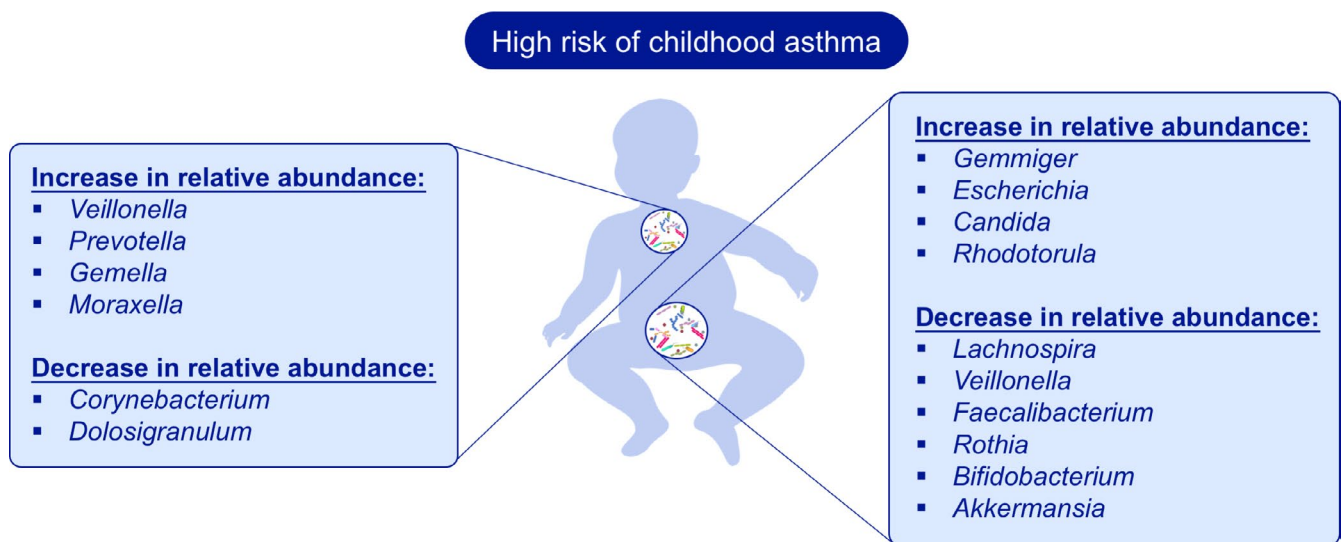 High risk of childhood asthma
Increase in relative abundance:
▪ Veillonella
▪ Prevotella
▪ Gemella
▪ Moraxella
Decrease in relative abundance:
▪ Corynebacterium
▪ Dolosigranulum
Increase in relative abundance:
▪ Gemmiger
▪ Escherichia
▪ Candida
▪ Rhodotorula
Decrease in relative abundance:
▪ Lachnospira
▪ Veillonella
▪ Faecalibacterium
▪ Rothia
▪ Bifidobacterium
▪ Akkermansia